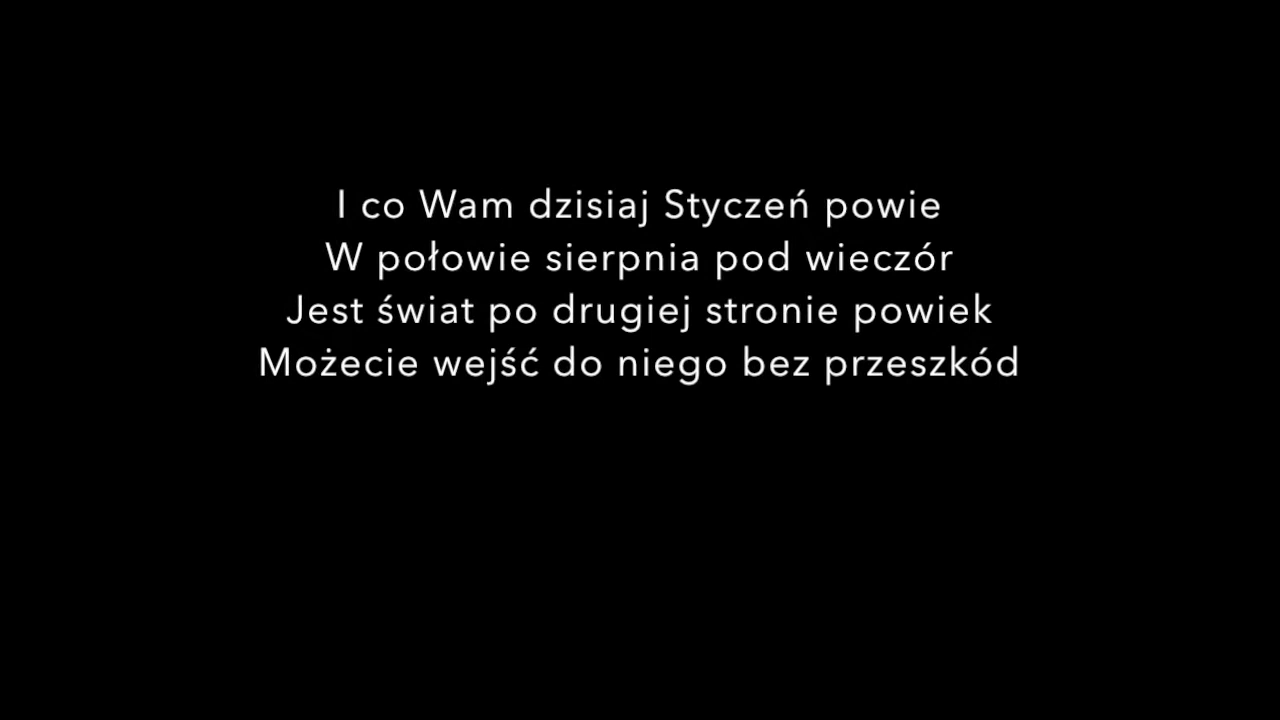 I co Wam dzisiaj Styczeń powie
W połowie sierpnia pod wieczór
Jest świat po drugiej stronie powiek
Możecie wejść do niego bez przeszkód